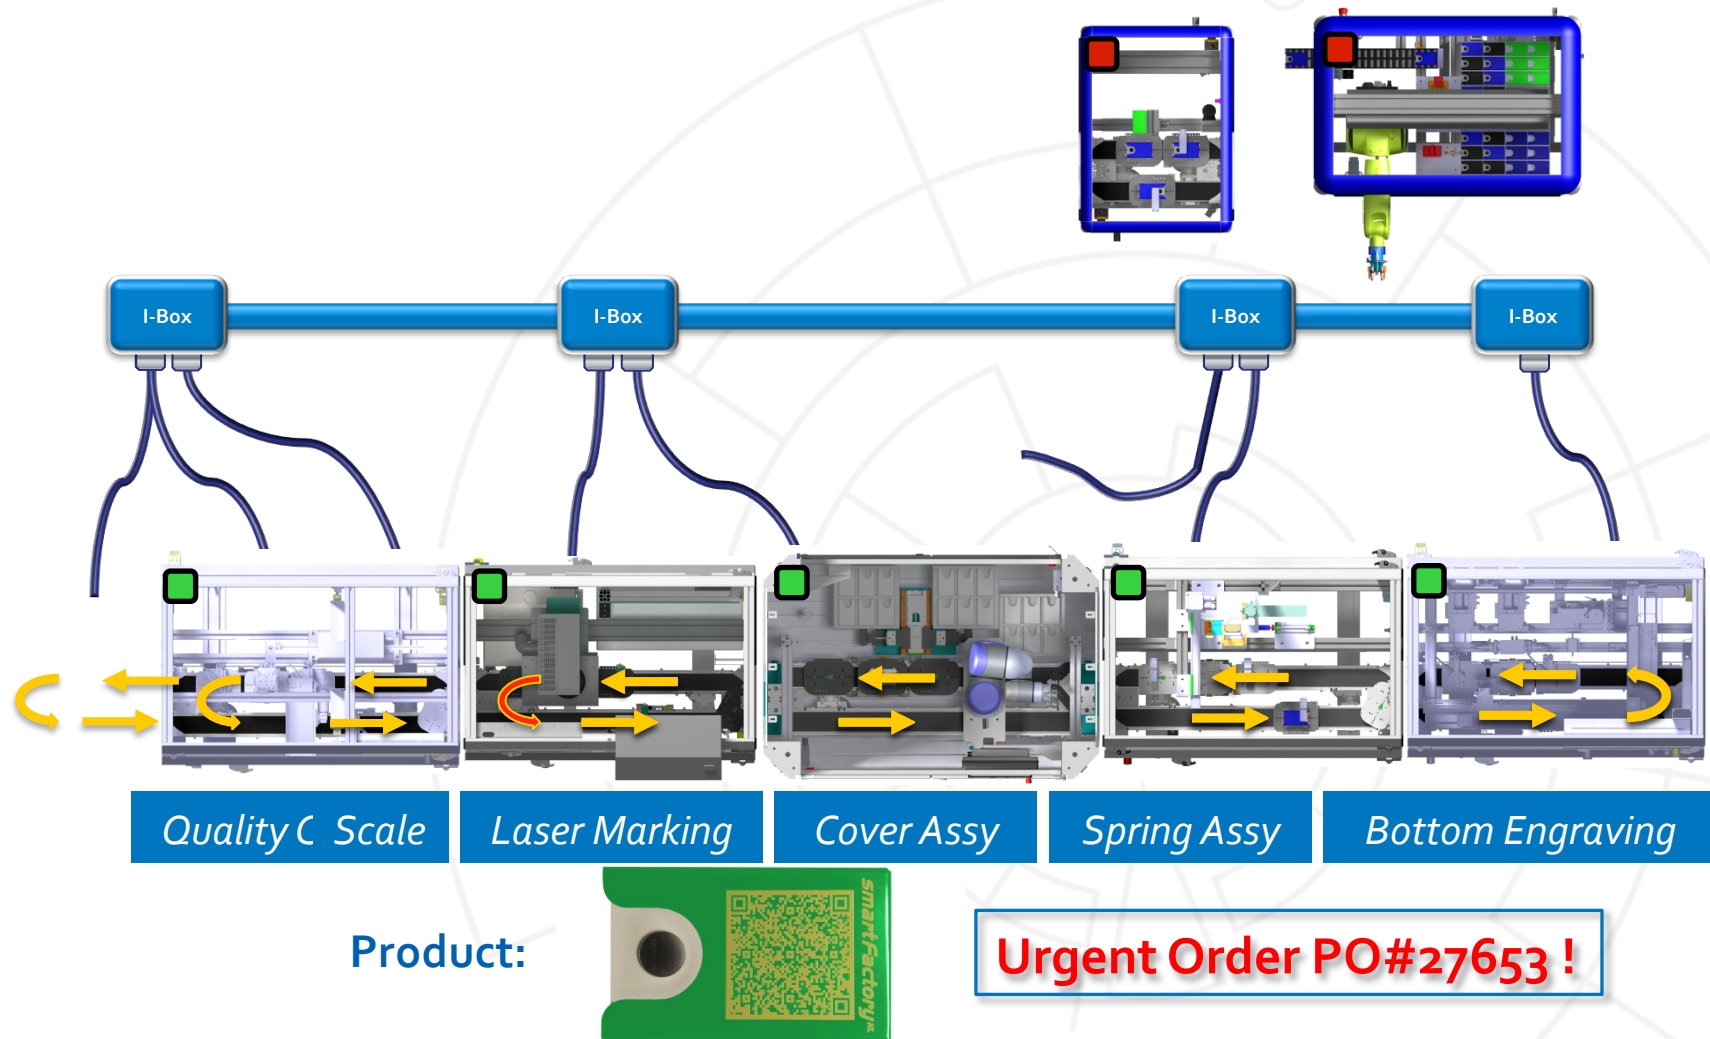 I-Box
I-Box
I-Box
I-Box
Quality C Scale
Laser Marking
Cover Assy
Spring Assy
Bottom Engraving
Product:
smartFactory KL
Urgent Order PO#27653 !